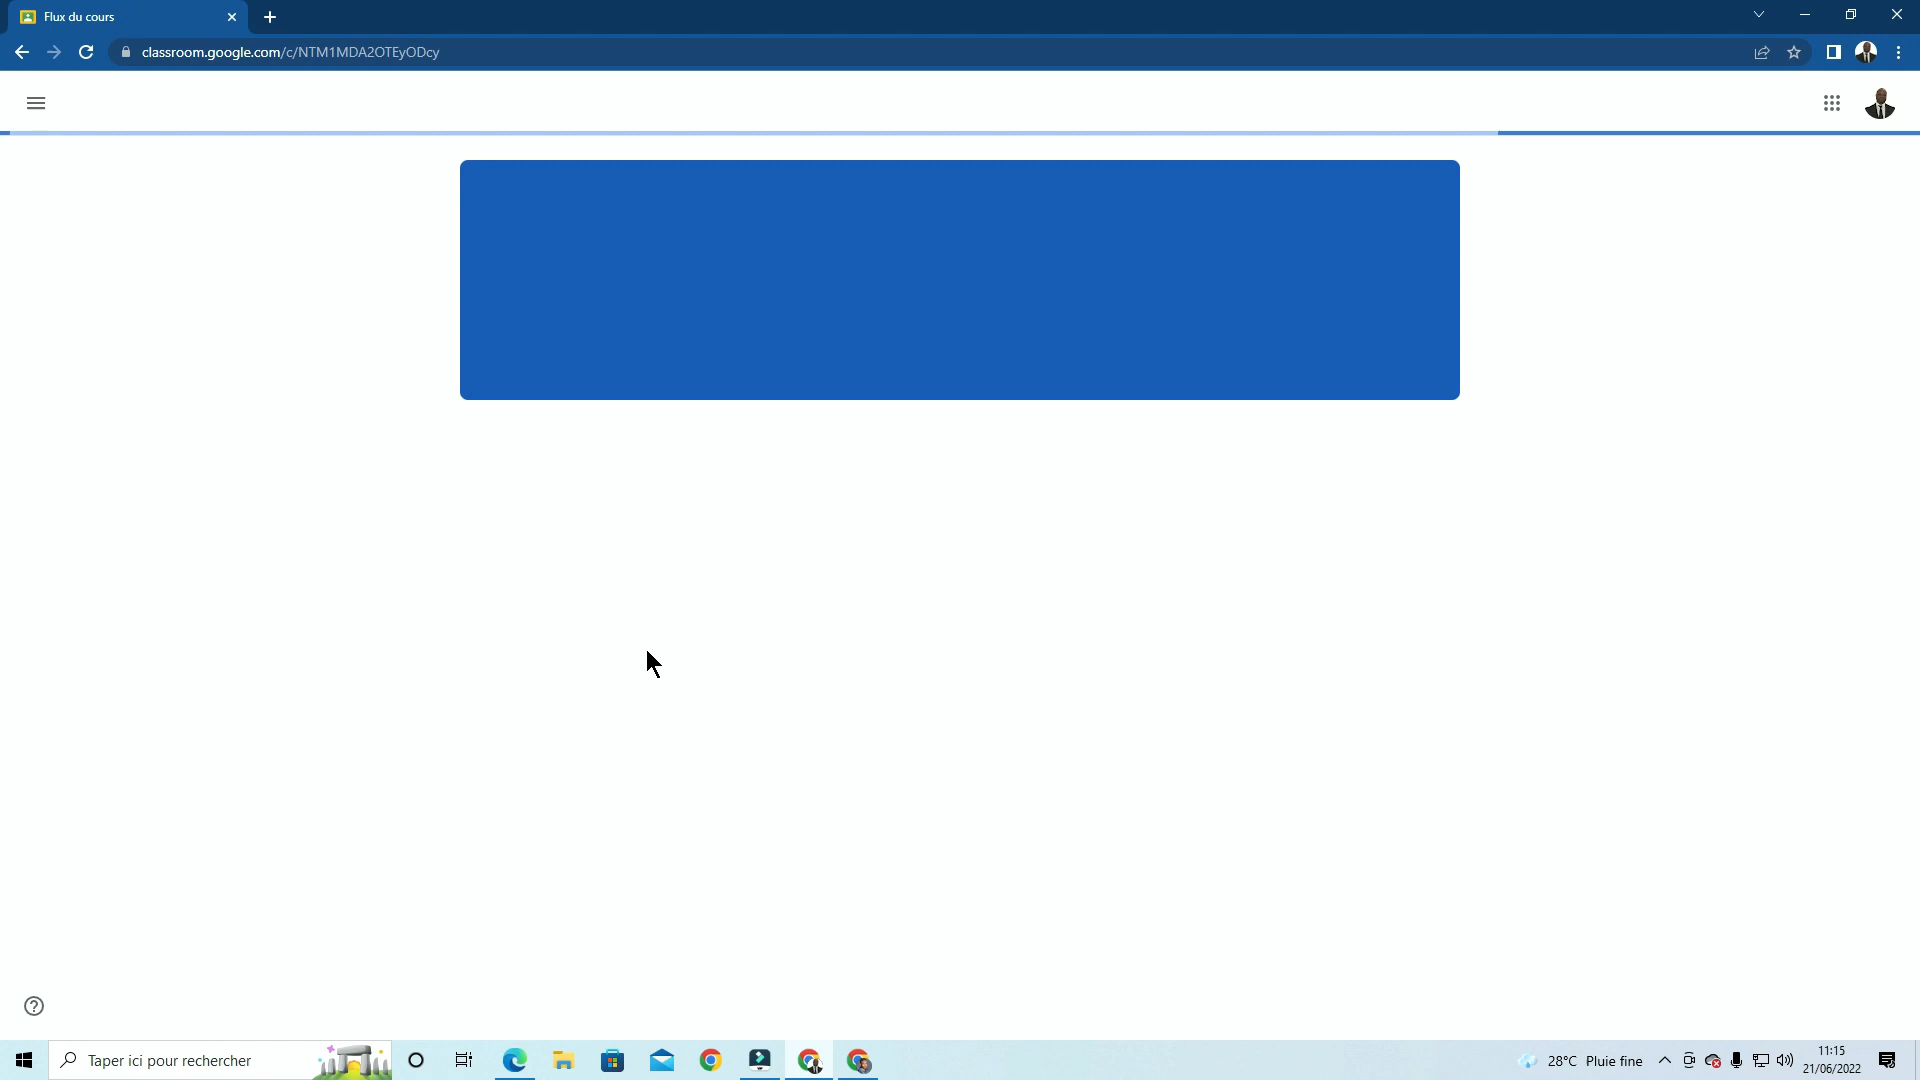 Flux du cours
classroom.google.com/c/NTM1MDA2OTEyODcy
Taper ici pour rechercher
28°C Pluie fine
11:15
21/06/2022